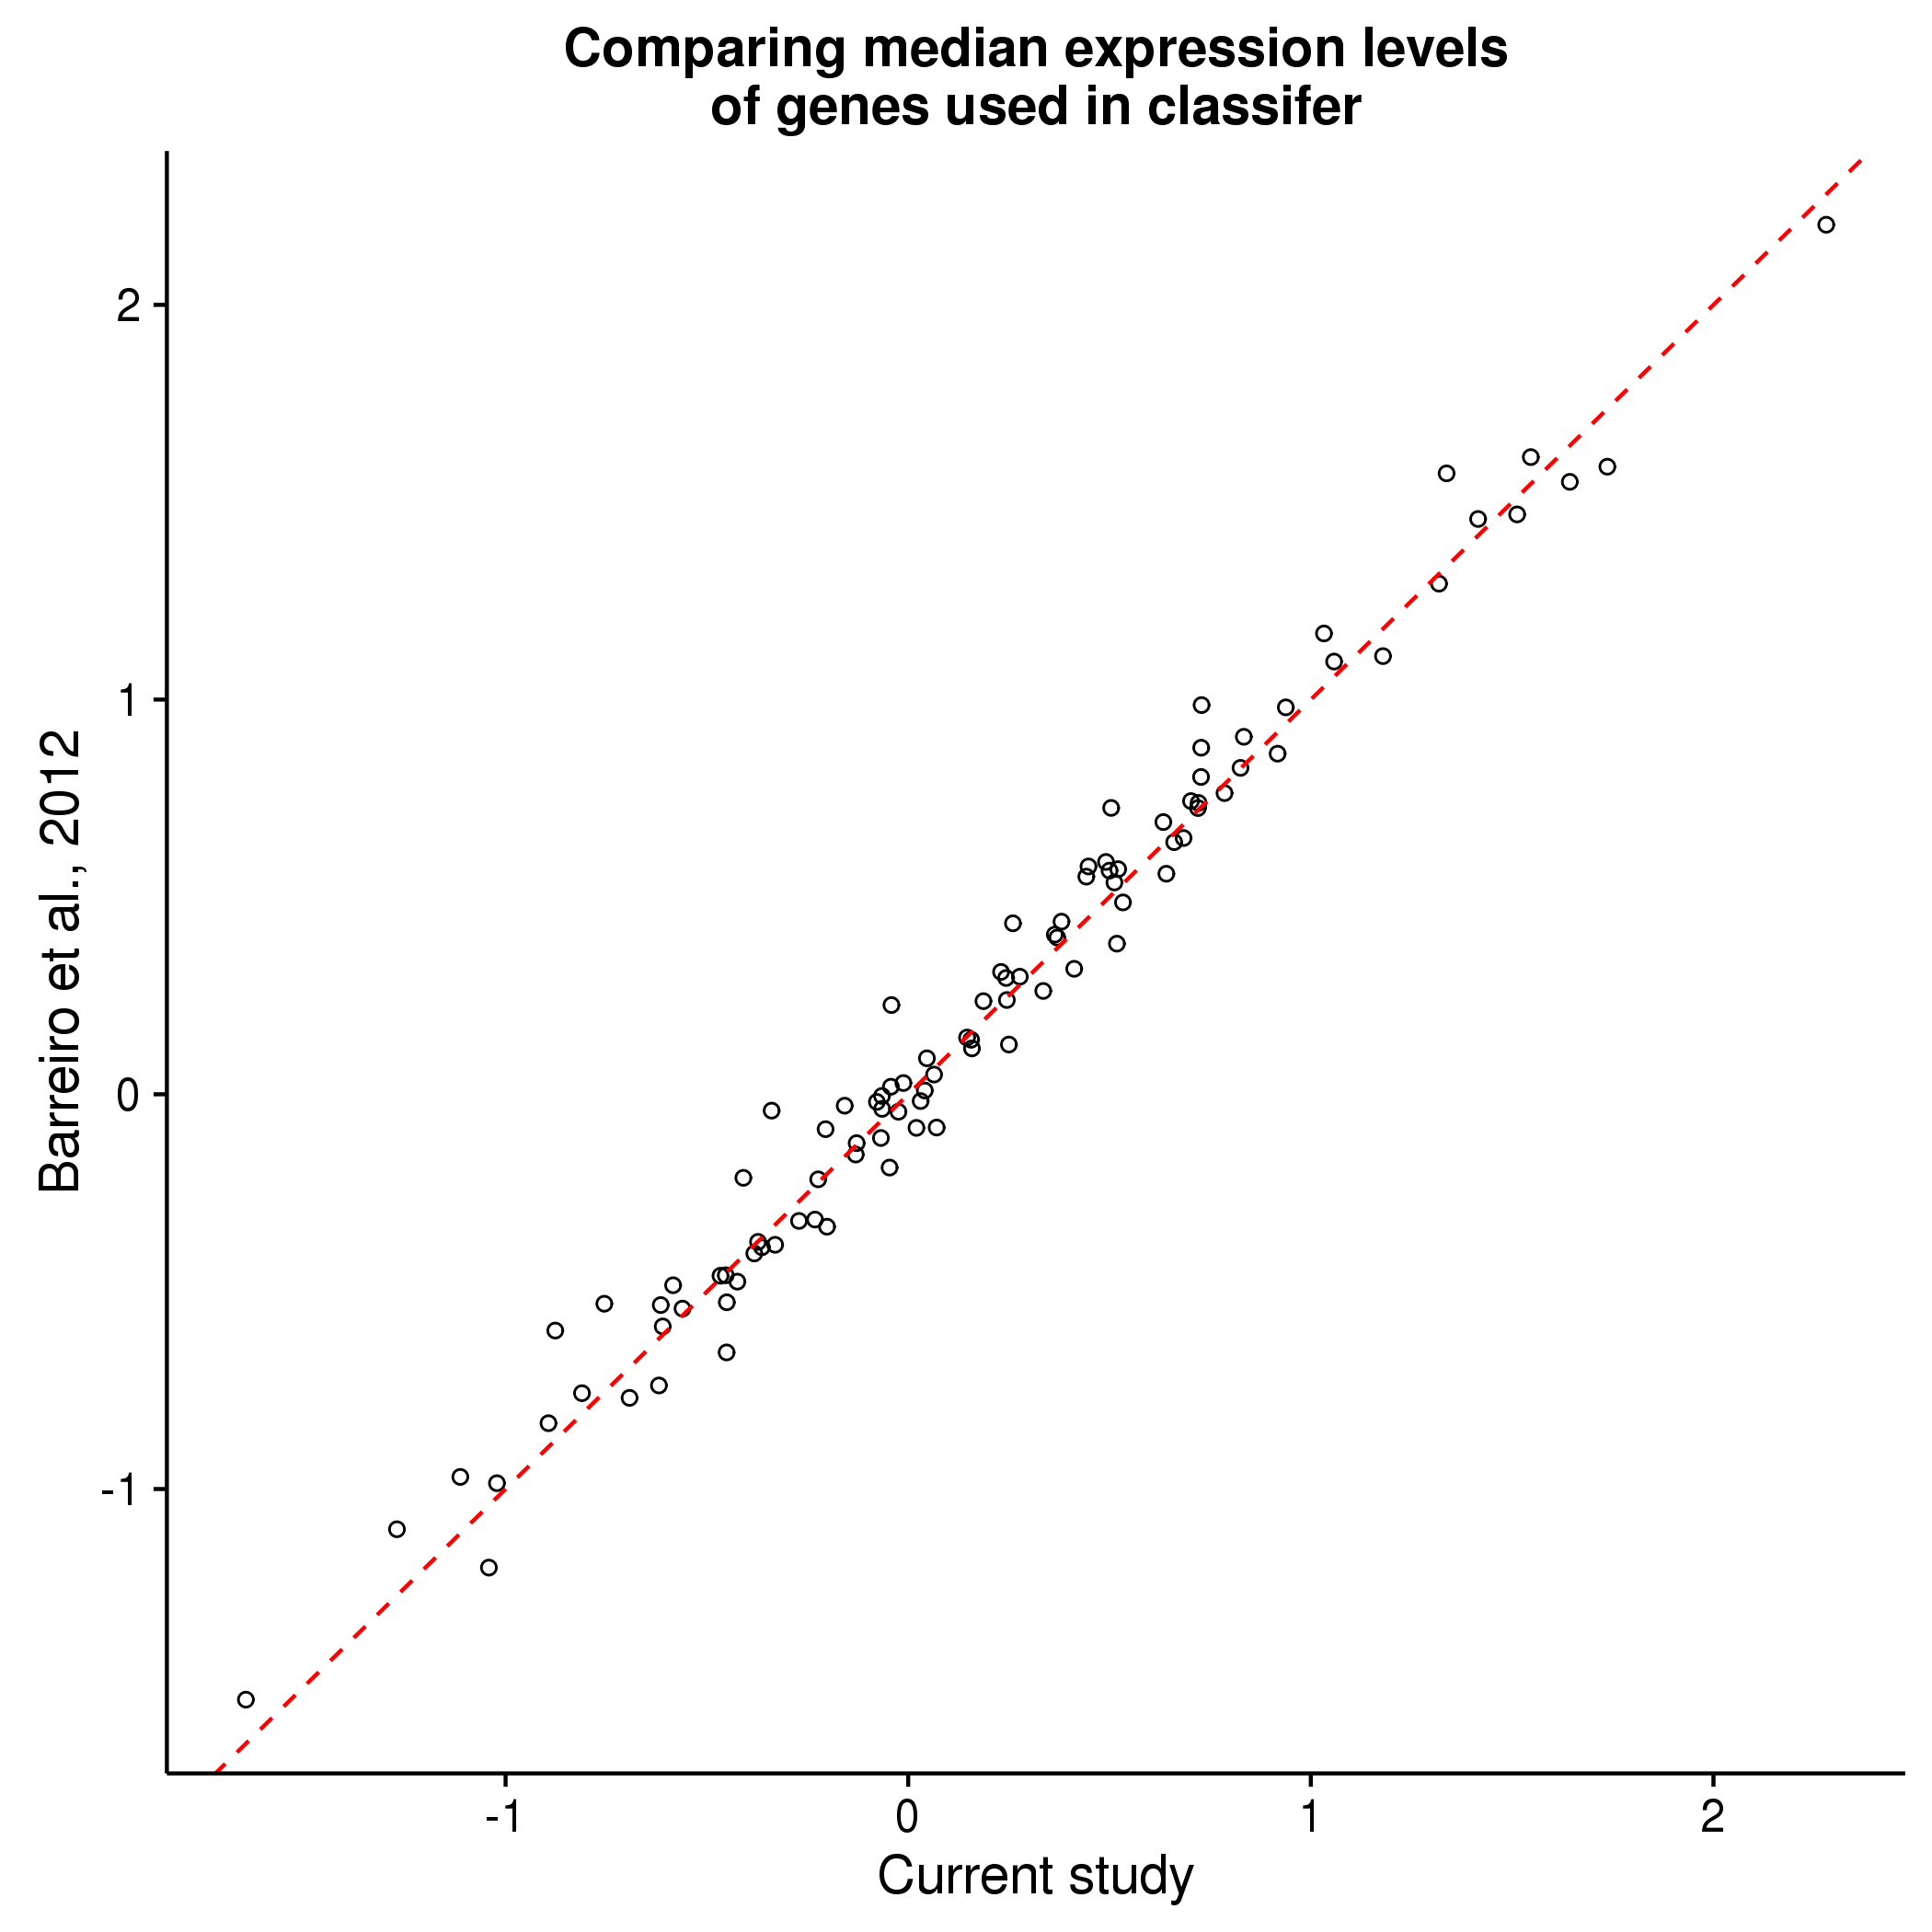 Comparing median expression levels
of genes used in classifer
2
1
0
-1
Barreiro et al., 2012
-1
0
1
2
Current study